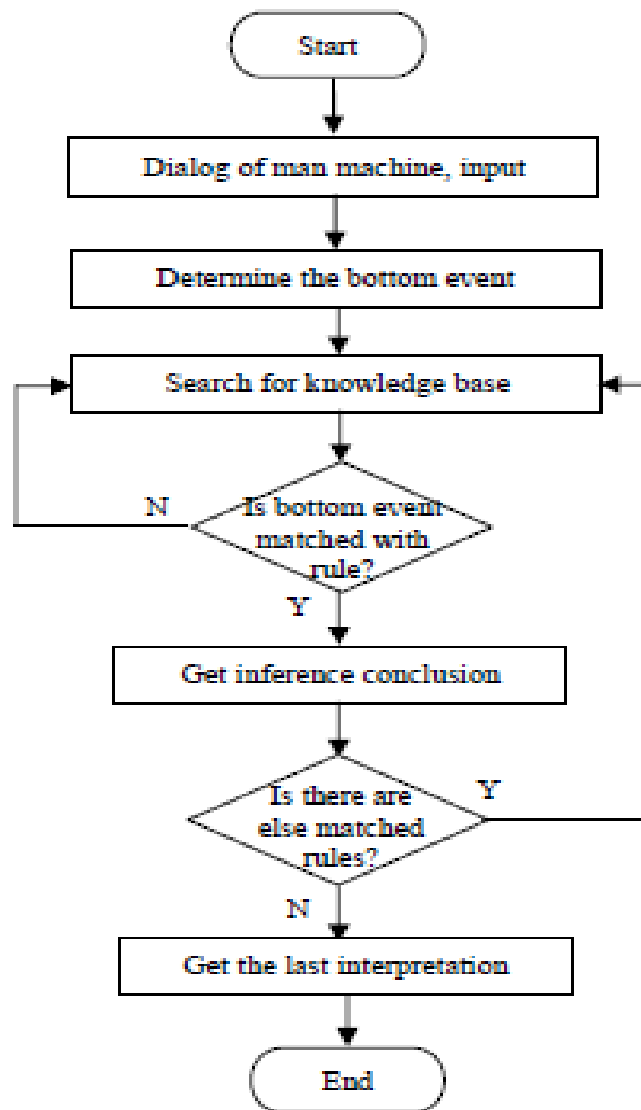 Start
Dialog of man machine, input
Determine the bottom event
Search for knowledge base
N
Is bottom event
matched with
rule?
Y
Get inference conclusion
Is there are
else matched
rules?
Y
N
Get the last interpretation
End